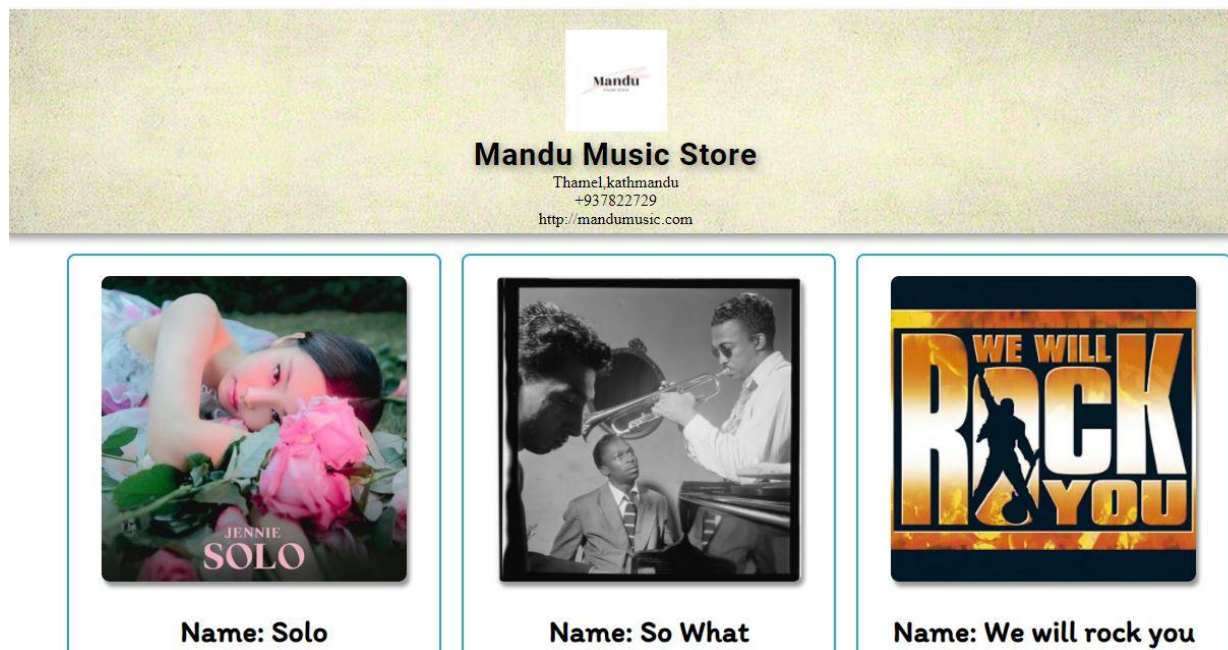 Mandu
Mandu Music Store
Thamel,kathmandu
+937822729
http://mandumusic.com
JENNIE
SOLO
WE WILL
ROCK
YOU
Name: Solo
Name: So What
Name: We will rock you